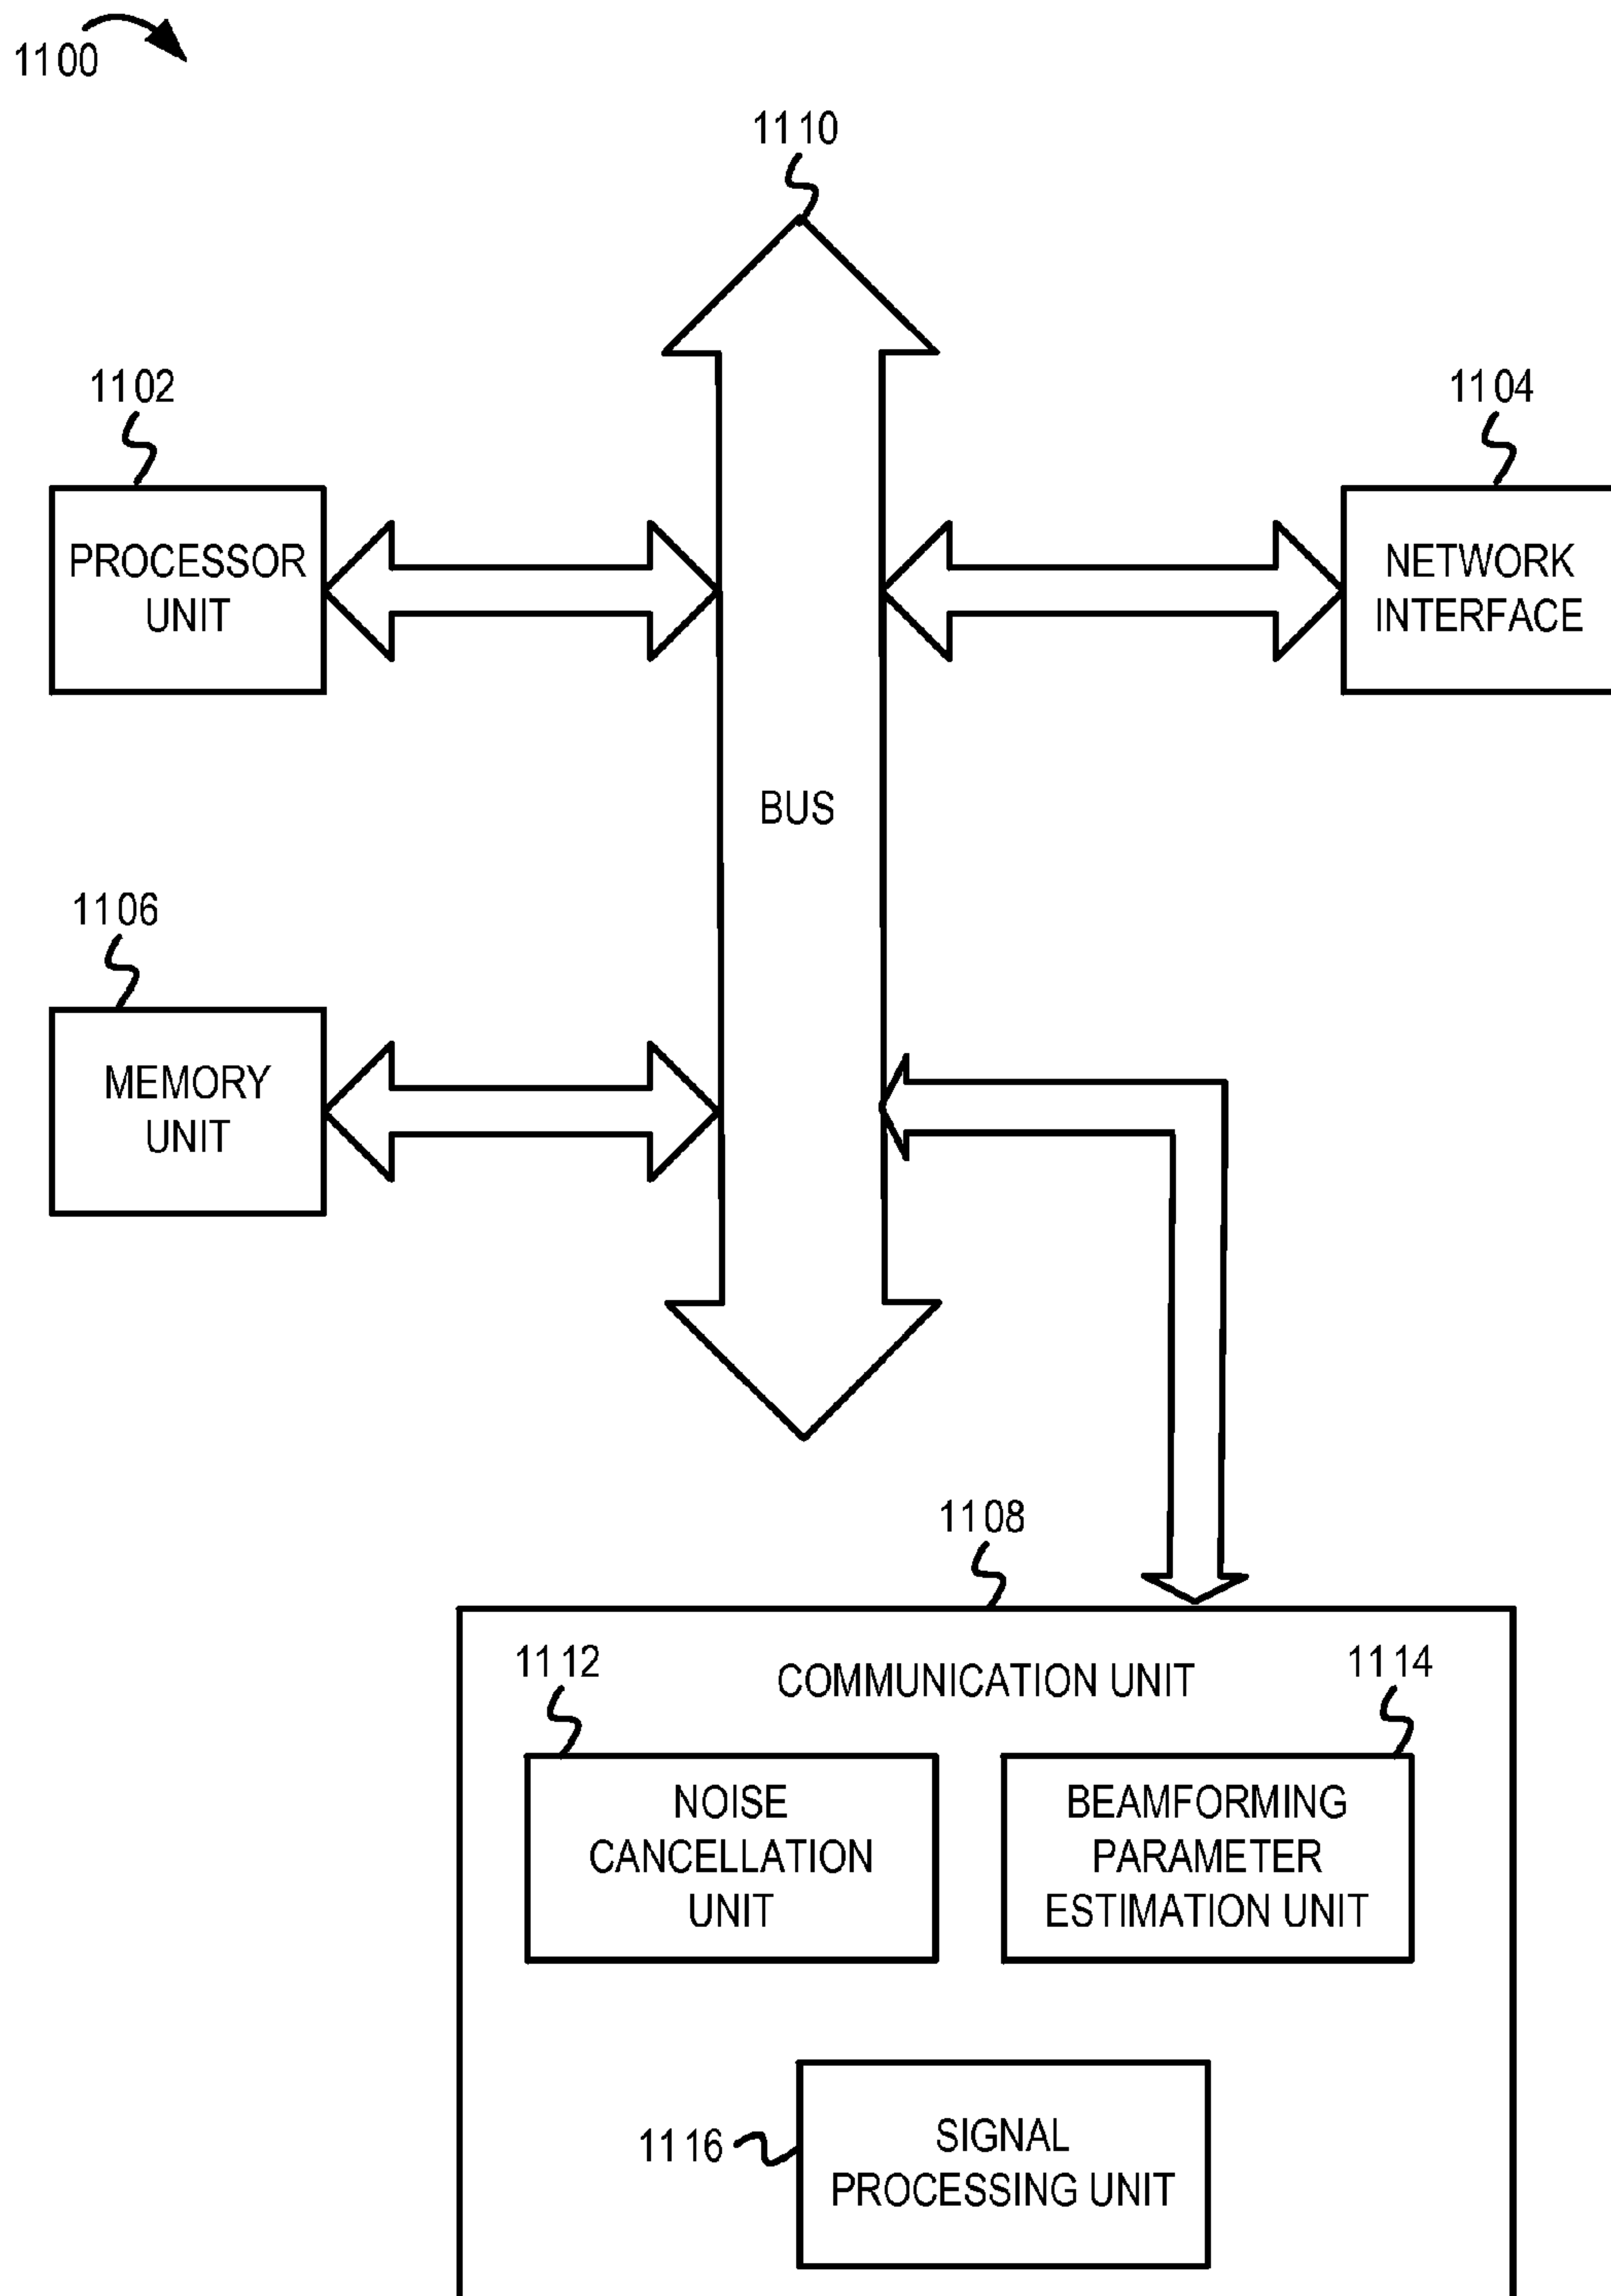 1100
1110
1102
1104
PROCESSOR
UNIT
NETWORK
INTERFACE
BUS
1106
MEMORY
UNIT
1108
COMMUNICATION UNIT
1112
1114
NOISE
CANCELLATION
UNIT
BEAMFORMING
PARAMETER
ESTIMATION UNIT
1116
SIGNAL
PROCESSING UNIT